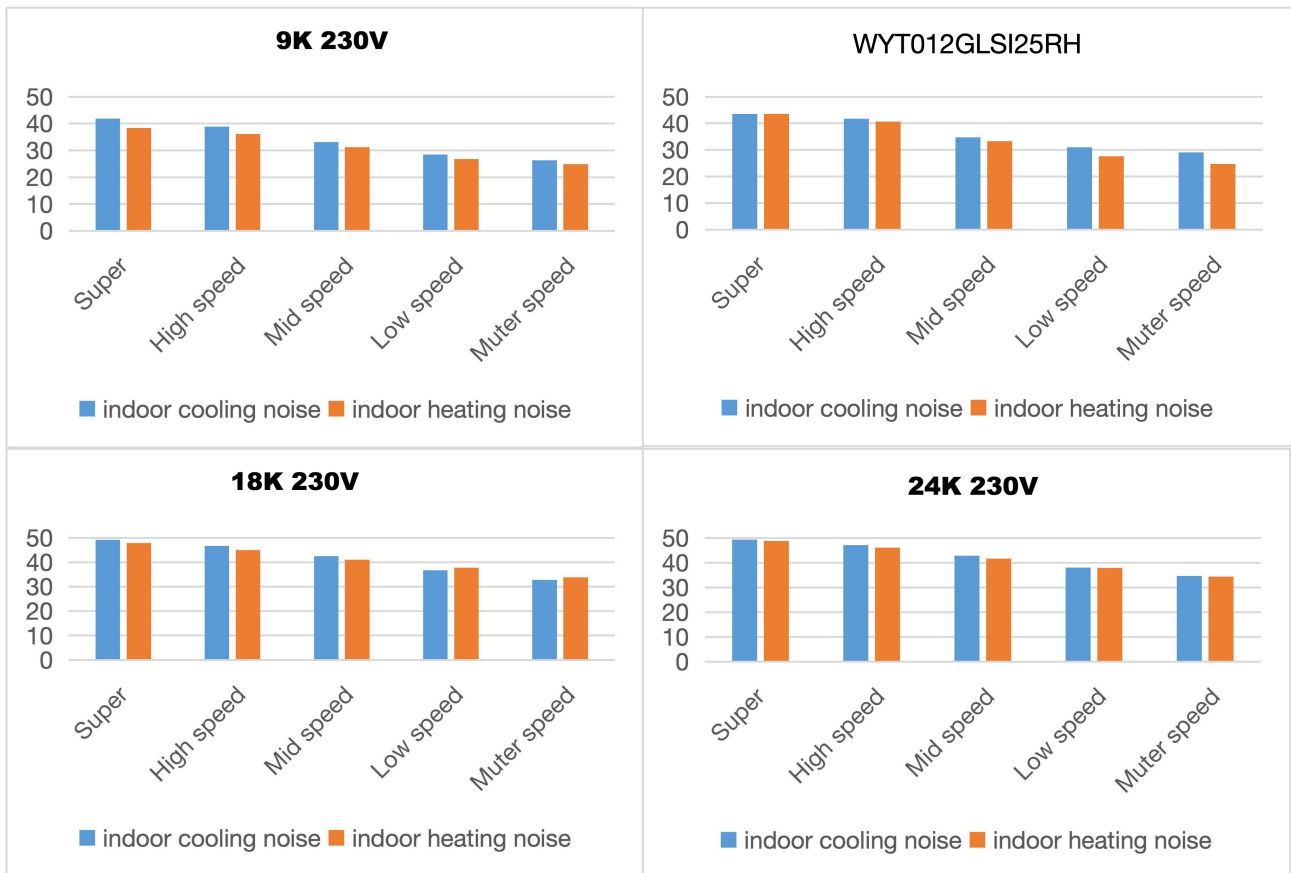 9K 230V
50
40
30
20
10
0
Super
High speed
Mid speed
Low speed
Muter speed
indoor cooling noise indoor heating noise
WYT012GLSI25RH
50
40
30
20
10
0
Super
High speed
Mid speed
Low speed
Muter speed
indoor cooling noise indoor heating noise
18K 230V
50
40
30
20
10
0
Super
High speed
Mid speed
Low speed
Muter speed
indoor cooling noise indoor heating noise
24K 230V
50
40
30
20
10
0
Super
High speed
Mid speed
Low speed
Muter speed
indoor cooling noise indoor heating noise